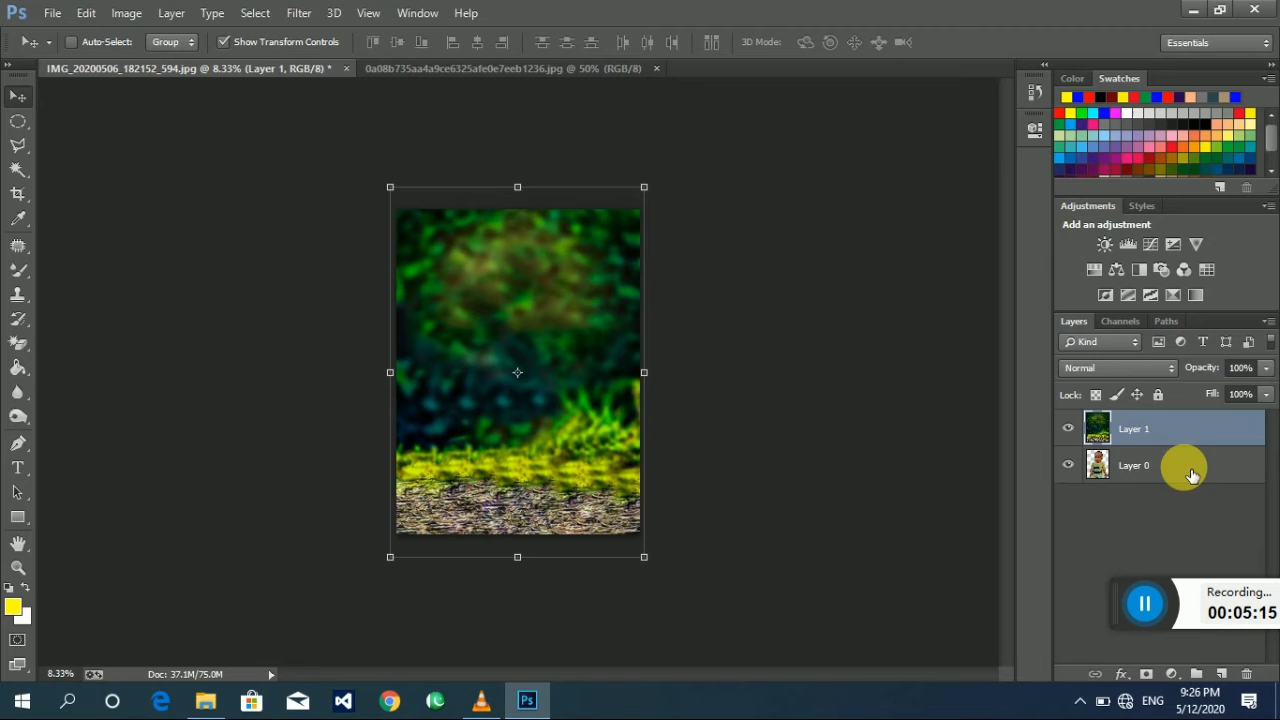 Ps File Edit Image Layer Type Select Filter 3D View Window Help
Auto-Select: Group Show Transform Controls 3D Mode: Essentials
IMG_20200506_182152_594.jpg @ 8.33% (Layer 1, RGB/8) * × 0a08b735aa4a9ce6325afe0e7eeb1236.jpg @ 50% (RGB/8) ×
Color Swatches
Adjustments Styles
Add an adjustment
Layers Channels Paths
Kind
Normal Opacity: 100%
Lock: Fill: 100%
Layer 1
Layer 0
Recording...
00:05:15
8.33% Doc: 37.1M/75.0M
Ps ENG 9:26 PM
5/12/2020